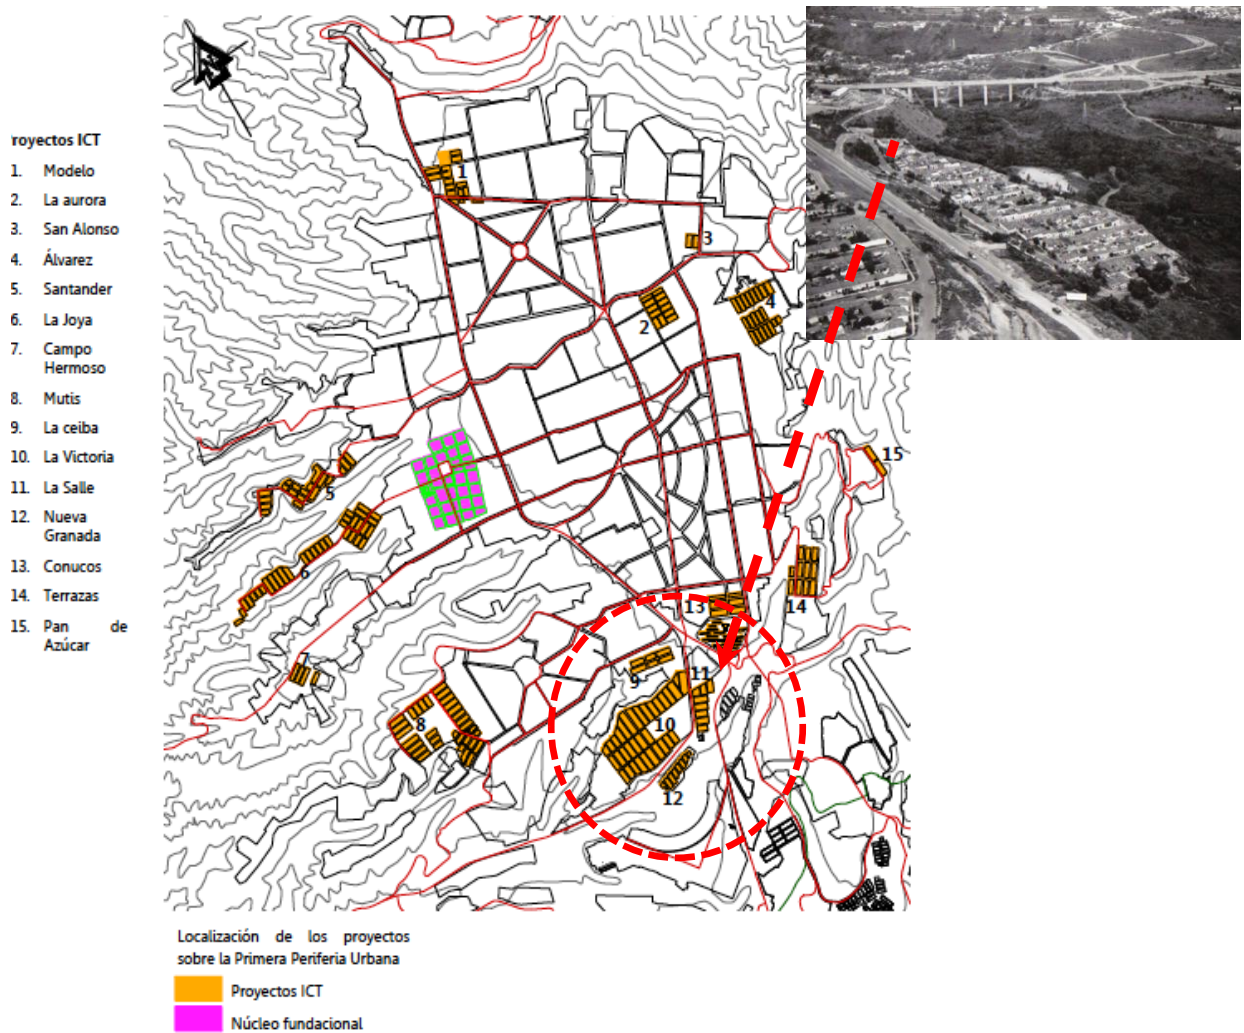 royectos ICT
1. Modelo
2. La aurora
3. San Alonso
4. Álvarez
5. Santander
6. La Joya
7. Campo
Hermoso
8. Mutis
9. La ceiba
10. La Victoria
11. La Salle
12. Nueva
Granada
13. Conucos
14. Terrazas
15. Pan de
Azúcar
1
3
4
2
15
5
6
13
14
7
9
11
8
10
12
Localización de los proyectos
sobre la Primera Periferia Urbana
Proyectos ICT
Núcleo fundacional